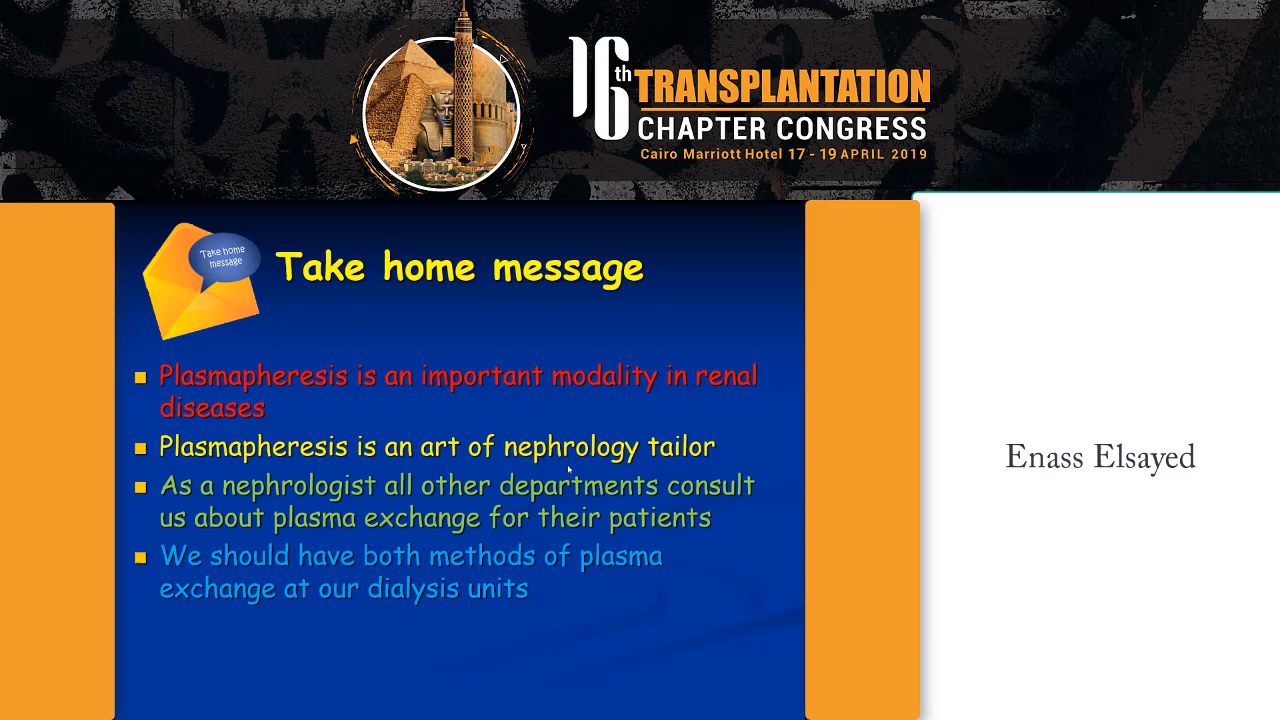 16th TRANSPLANTATION
CHAPTER CONGRESS
Cairo Marriott Hotel 17 - 19 APRIL 2019
Take home
message
Take home message
Plasmapheresis is an important modality in renal
diseases
Plasmapheresis is an art of nephrology tailor
As a nephrologist all other departments consult
us about plasma exchange for their patients
We should have both methods of plasma
exchange at our dialysis units
Enass Elsayed